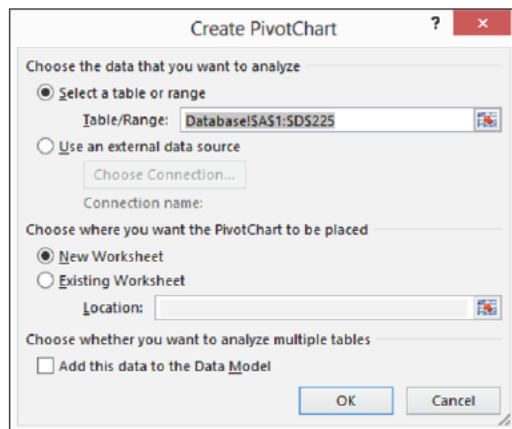 Create PivotChart ? ×
Choose the data that you want to analyze
Select a table or range
Table/Range: Database!$A$1:$D$225
Use an external data source
Choose Connection...
Connection name:
Choose where you want the PivotChart to be placed
New Worksheet
Existing Worksheet
Location:
Choose whether you want to analyze multiple tables
Add this data to the Data Model
OK Cancel